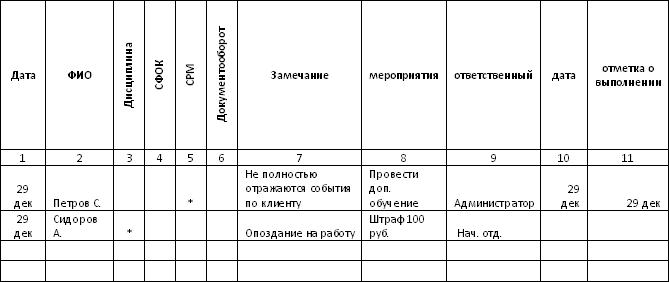 Дата ФИО Дисциплина СФОК СРМ Документооборот Замечание мероприятия ответственный дата отметка о выполнении
1 2 3 4 5 6 7 8 9 10 11
29 дек Петров С. * Не полностью отражаются события по клиенту Провести доп. обучение Администратор 29 дек 29 дек
29 дек Сидоров А. * Опоздание на работу Штраф 100 руб. Нач. отд.